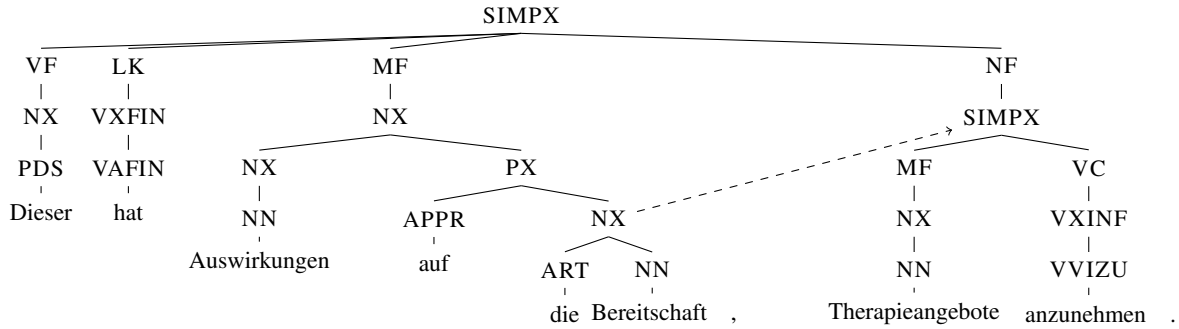 SIMPX
VF LK MF NF
NX VXFIN NX SIMPX
PDS VAFIN NX PX MF VC
Dieser hat NN APPR NX NX VXINF
Auswirkungen auf ART NN NN VVIZU
die Bereitschaft , Therapieangebote anzunehmen .